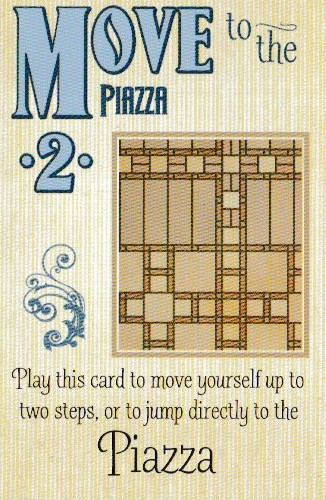 MOVE to the
PIAZZA
·2·
Play this card to move yourself up to
two steps, or to jump directly to the
Piazza